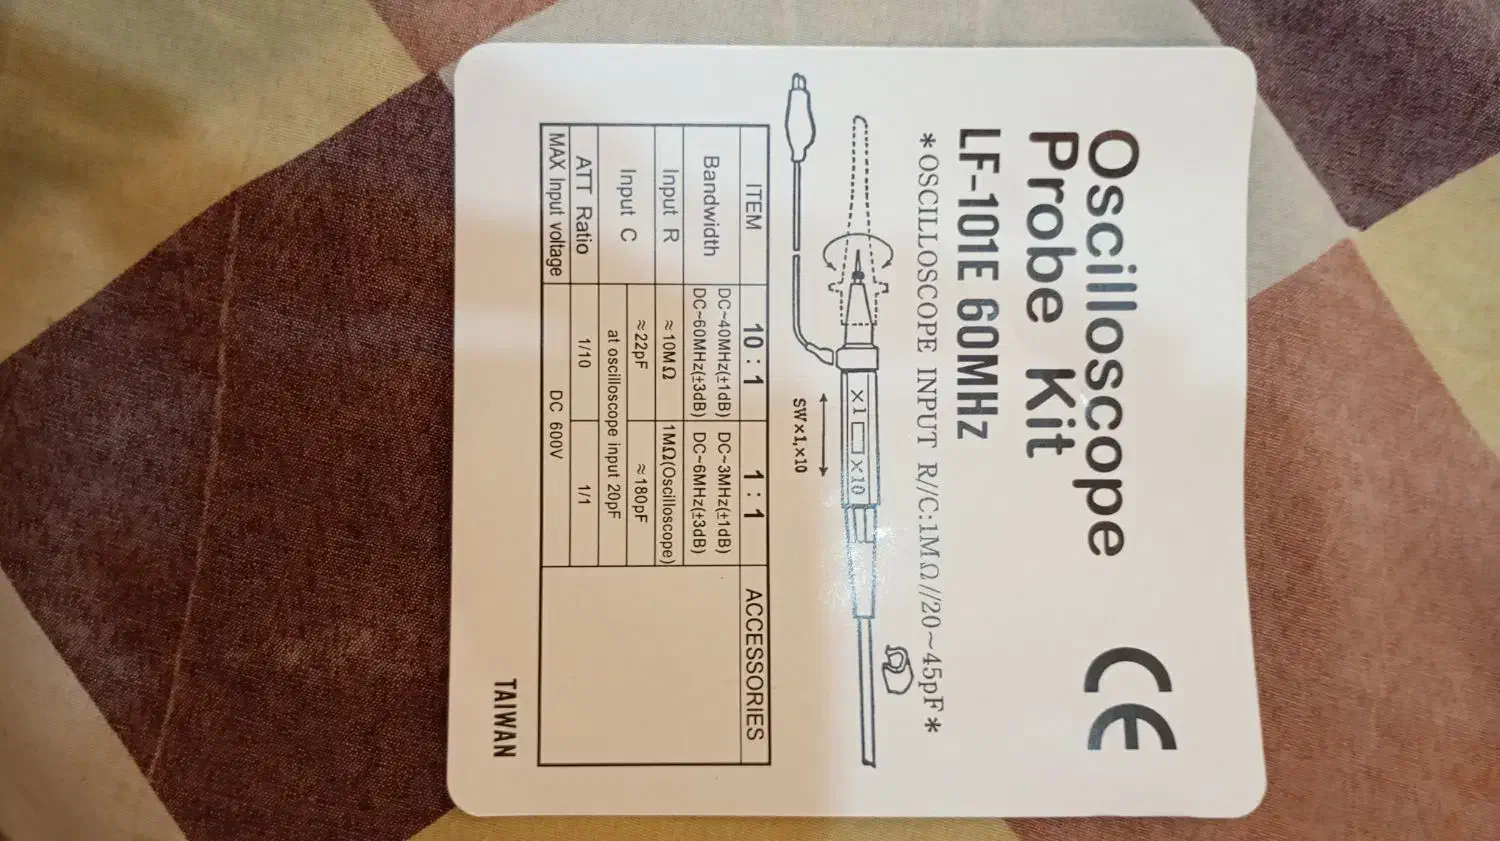 Oscilloscope
Probe Kit
CE
LF-101E 60MHz
*OSCILLOSCOPE INPUT R//C:1MΩ//20~45pF*
X1 X10
SW×1,×10
ITEM 10 : 1 1 : 1 ACCESSORIES
Bandwidth DC~40MHz(±1dB) DC~3MHz(±1dB)
DC~60MHz(±3dB) DC~6MHz(±3dB)
Input R ≈10MΩ 1MΩ(Oscilloscope)
Input C ≈22pF ≈180pF
at oscilloscope input 20pF
ATT Ratio 1/10 1/1
MAX Input voltage DC 600V
TAIWAN